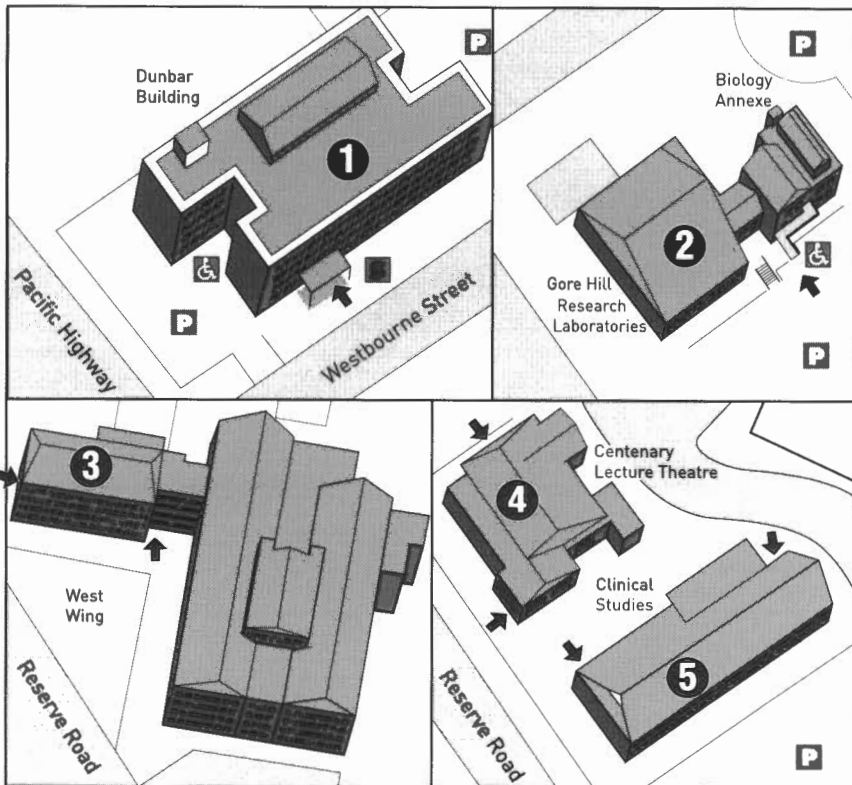 Dunbar
Building
P
1
Pacific Highway
P
Westbourne Street
P
Biology
Annexe
2
Gore Hill
Research
Laboratories
P
3
West
Wing
Reserve Road
4
Centenary
Lecture Theatre
Clinical
Studies
5
Reserve Road
P